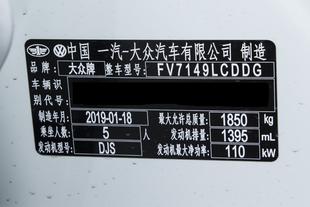 中国 一汽-大众汽车有限公司 制造
品牌 大众牌 整车型号 FV7149LCDDG
车辆识
别代号
制造年月 2019-01-18 最大允许总质量 1850 kg
乘坐人数 5 人 发动机排量 1395 mL
发动机型号 DJS 发动机最大净功率 110 kW